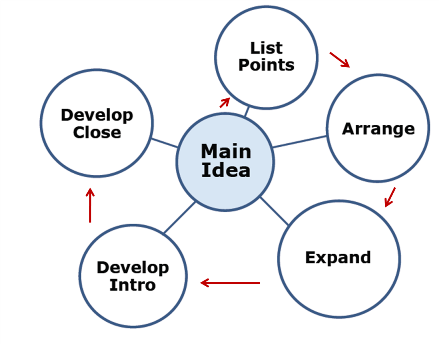 List
Points
Arrange
Expand
Develop
Intro
Develop
Close
Main
Idea